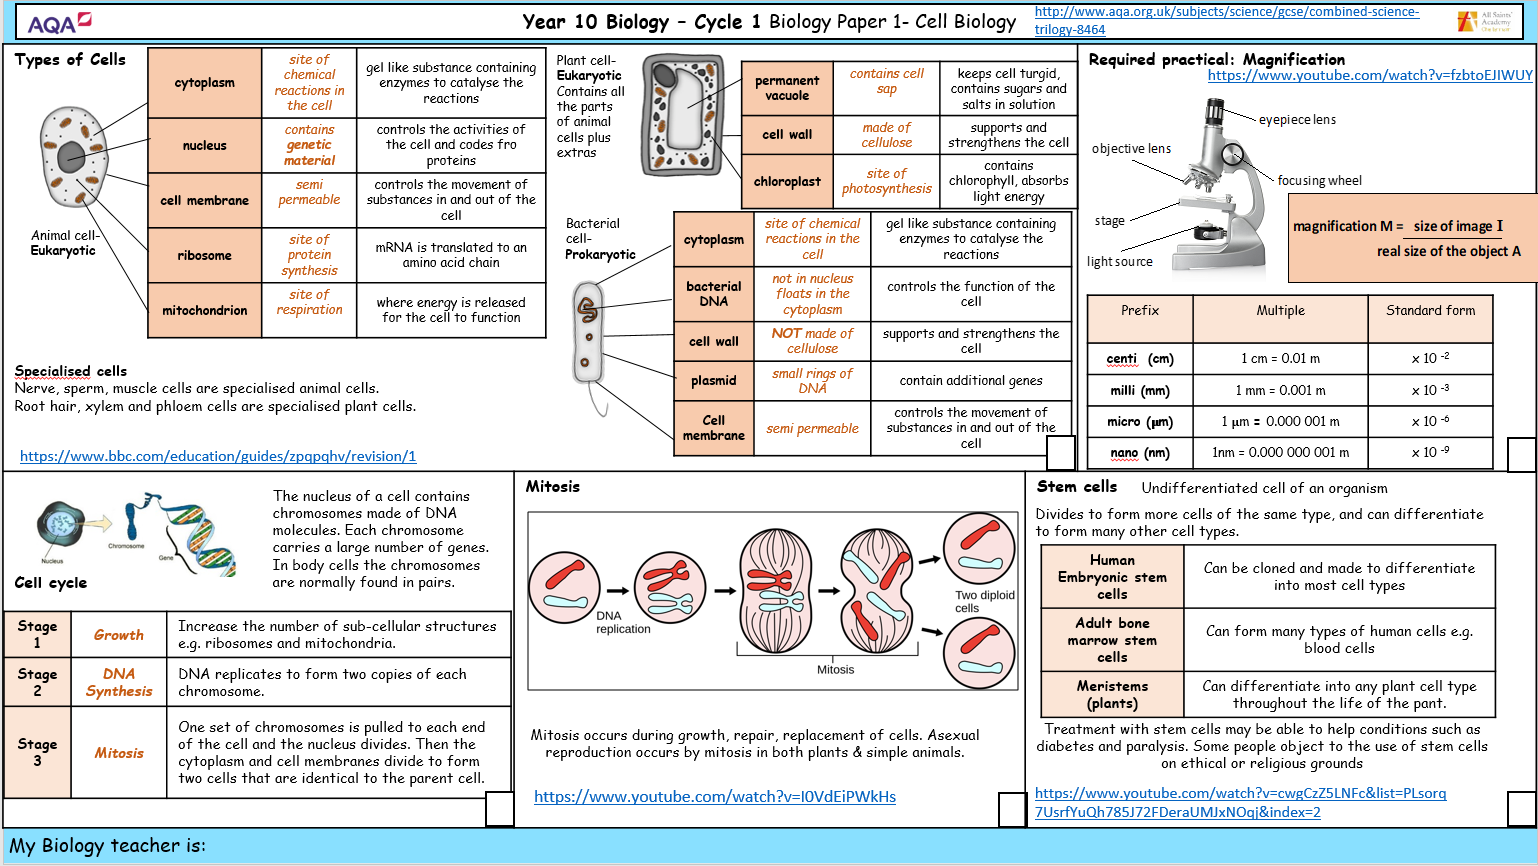 AQA
Year 10 Biology – Cycle 1 Biology Paper 1- Cell Biology
http://www.aqa.org.uk/subjects/science/gcse/combined-science-
trilogy-8464
All Saints'
Academy
Types of Cells
cytoplasm
site of
chemical
reactions in
the cell
gel like substance containing
enzymes to catalyse the
reactions
nucleus
contains
genetic
material
controls the activities of
the cell and codes fro
proteins
cell membrane
semi
permeable
controls the movement of
substances in and out of the
cell
ribosome
site of
protein
synthesis
mRNA is translated to an
amino acid chain
mitochondrion
site of
respiration
where energy is released
for the cell to function
Animal cell-
Eukaryotic
Specialised cells
Nerve, sperm, muscle cells are specialised animal cells.
Root hair, xylem and phloem cells are specialised plant cells.
https://www.bbc.com/education/guides/zpqpqhv/revision/1
Plant cell-
Eukaryotic
Contains all
the parts
of animal
cells plus
extras
permanent
vacuole
contains cell
sap
keeps cell turgid,
contains sugars and
salts in solution
cell wall
made of
cellulose
supports and
strengthens the cell
chloroplast
site of
photosynthesis
contains
chlorophyll, absorbs
light energy
Bacterial
cell-
Prokaryotic
cytoplasm
site of chemical
reactions in the
cell
gel like substance containing
enzymes to catalyse the
reactions
bacterial
DNA
not in nucleus
floats in the
cytoplasm
controls the function of the
cell
cell wall
NOT made of
cellulose
supports and strengthens the
cell
plasmid
small rings of
DNA
contain additional genes
Cell
membrane
semi permeable
controls the movement of
substances in and out of the
cell
Required practical: Magnification
https://www.youtube.com/watch?v=fzbtoEJIWUY
eyepiece lens
objective lens
focusing wheel
stage
light source
magnification M = size of image I
real size of the object A
Prefix
Multiple
Standard form
centi (cm)
1 cm = 0.01 m
x 10 -2
milli (mm)
1 mm = 0.001 m
x 10 -3
micro (μm)
1 μm = 0.000 001 m
x 10 -6
nano (nm)
1nm = 0.000 000 001 m
x 10 -9
Nucleus
Chromosome
Gene
The nucleus of a cell contains
chromosomes made of DNA
molecules. Each chromosome
carries a large number of genes.
In body cells the chromosomes
are normally found in pairs.
Cell cycle
Stage
1
Growth
Increase the number of sub-cellular structures
e.g. ribosomes and mitochondria.
Stage
2
DNA
Synthesis
DNA replicates to form two copies of each
chromosome.
Stage
3
Mitosis
One set of chromosomes is pulled to each end
of the cell and the nucleus divides. Then the
cytoplasm and cell membranes divide to form
two cells that are identical to the parent cell.
Mitosis
DNA
replication
Two diploid
cells
Mitosis
Mitosis occurs during growth, repair, replacement of cells. Asexual
reproduction occurs by mitosis in both plants & simple animals.
https://www.youtube.com/watch?v=I0VdEiPWkHs
Stem cells Undifferentiated cell of an organism
Divides to form more cells of the same type, and can differentiate
to form many other cell types.
Human
Embryonic stem
cells
Can be cloned and made to differentiate
into most cell types
Adult bone
marrow stem
cells
Can form many types of human cells e.g.
blood cells
Meristems
(plants)
Can differentiate into any plant cell type
throughout the life of the pant.
Treatment with stem cells may be able to help conditions such as
diabetes and paralysis. Some people object to the use of stem cells
on ethical or religious grounds
https://www.youtube.com/watch?v=cwgCzZ5LNFc&list=PLsorq
7UsrfYuQh785J72FDeraUMJxNOqj&index=2
My Biology teacher is: